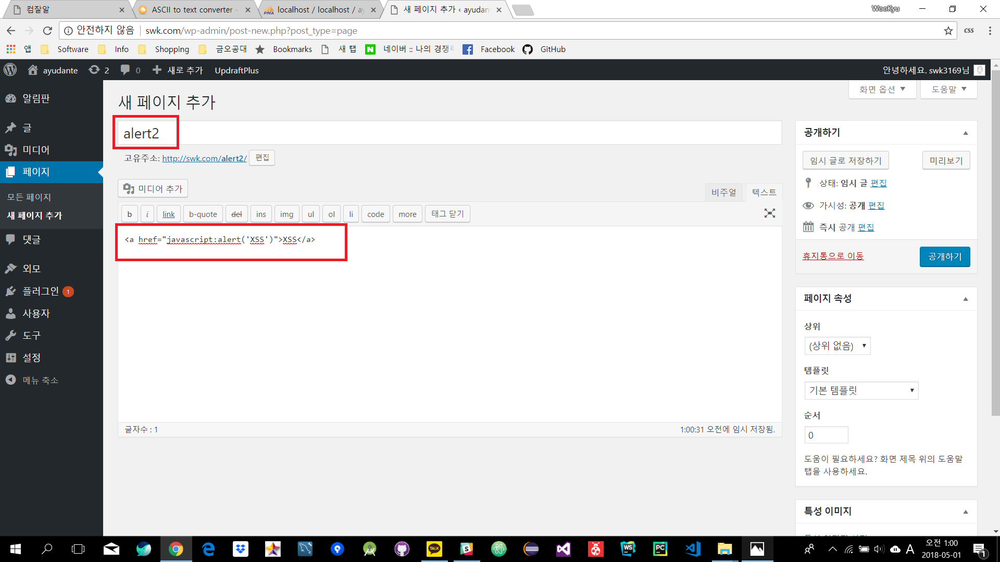 컴잘알
ASCII to text converter -
localhost / localhost / ay
새 페이지 추가 ‹ ayudan
WooKyu
안전하지 않음
swk.com/wp-admin/post-new.php?post_type=page
css
앱
Software
Info
Shopping
금오공대
Bookmarks
새 탭
N
네이버 :: 나의 경쟁
Facebook
GitHub
ayudante
2
0
새로 추가
UpdraftPlus
안녕하세요. swk3169님
알림판
글
미디어
페이지
모든 페이지
새 페이지 추가
댓글
외모
플러그인 1
사용자
도구
설정
메뉴 축소
화면 옵션
도움말
새 페이지 추가
alert2
고유주소: http://swk.com/alert2/ 편집
미디어 추가
비주얼
텍스트
b
i
link
b-quote
del
ins
img
ul
ol
li
code
more
태그 닫기
<a href="javascript:alert('XSS')">XSS</a>
글자수 : 1
1:00:31 오전에 임시 저장됨.
공개하기
임시 글로 저장하기
미리보기
상태: 임시 글 편집
가시성: 공개 편집
즉시 공개 편집
휴지통으로 이동
공개하기
페이지 속성
상위
(상위 없음)
템플릿
기본 템플릿
순서
0
도움이 필요하세요? 화면 제목 위의 도움말
탭을 사용하세요.
특성 이미지
TALK
WS
PC
A
오전 1:00
2018-05-01
1